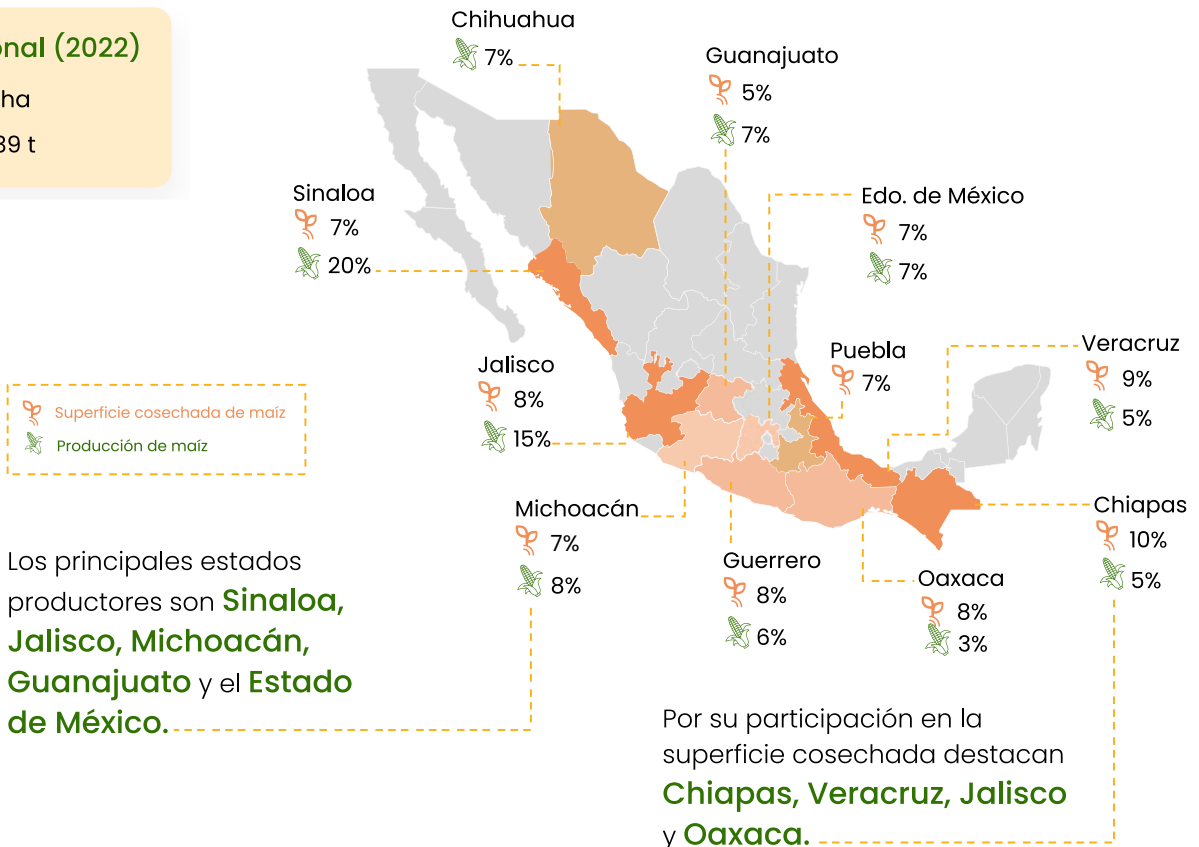 onal (2022)
ha
39 t
Chihuahua
7%
Guanajuato
5%
7%
Sinaloa
7%
20%
Edo. de México
7%
7%
Jalisco
8%
15%
Puebla
7%
Veracruz
9%
5%
Superficie cosechada de maíz
Producción de maíz
Michoacán
7%
8%
Guerrero
8%
6%
Oaxaca
8%
3%
Chiapas
10%
5%
Los principales estados
productores son Sinaloa,
Jalisco, Michoacán,
Guanajuato y el Estado
de México.
Por su participación en la
superficie cosechada destacan
Chiapas, Veracruz, Jalisco
y Oaxaca.